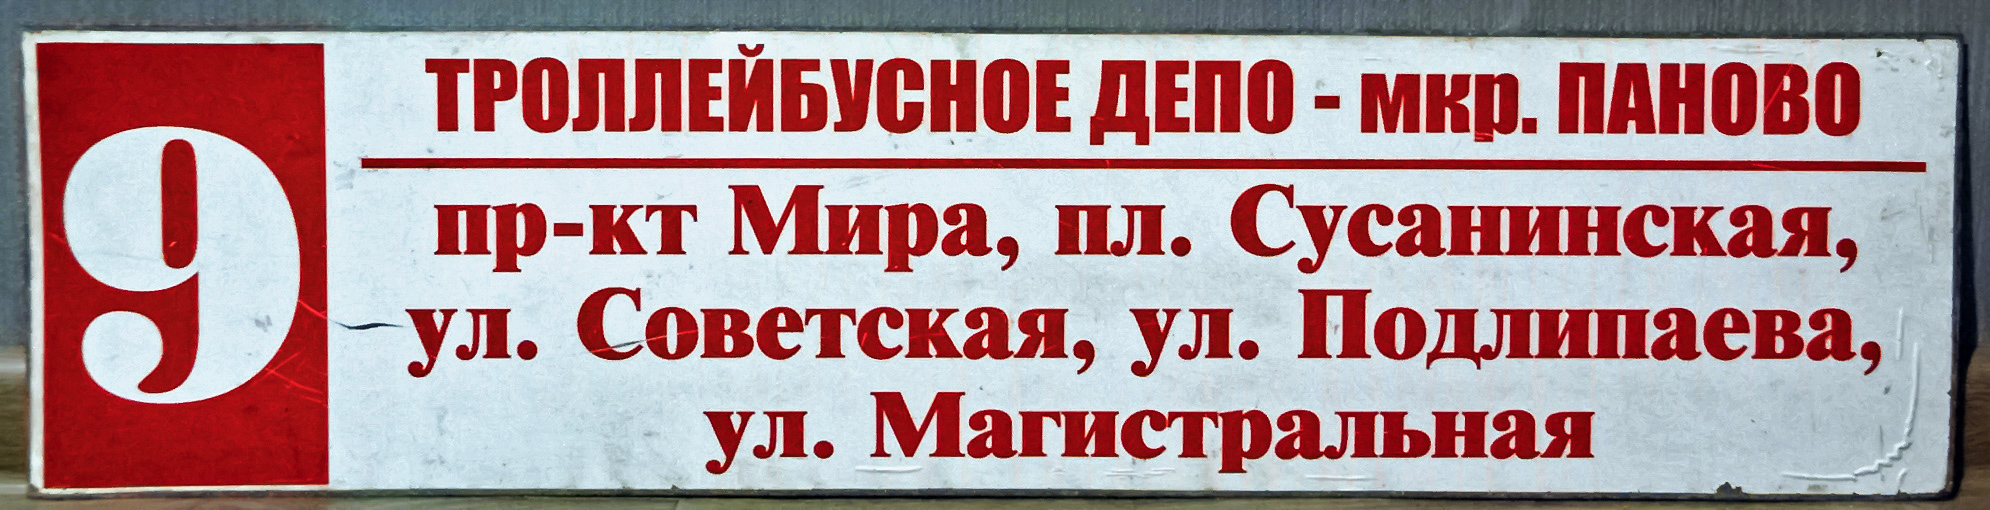 9
ТРОЛЛЕЙБУСНОЕ ДЕПО - мкр. ПАНОВО
пр-кт Мира, пл. Сусанинская,
ул. Советская, ул. Подлипаева,
ул. Магистральная